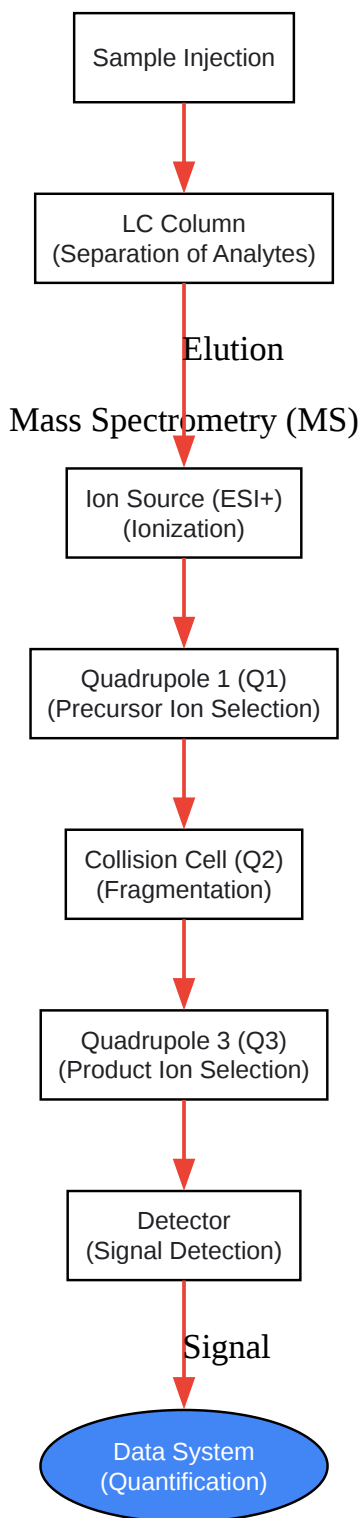 Sample Injection
LC Column
(Separation of Analytes)
Elution
Mass Spectrometry (MS)
Ion Source (ESI+)
(Ionization)
Quadrupole 1 (Q1)
(Precursor Ion Selection)
Collision Cell (Q2)
(Fragmentation)
Quadrupole 3 (Q3)
(Product Ion Selection)
Detector
(Signal Detection)
Signal
Data System
(Quantification)